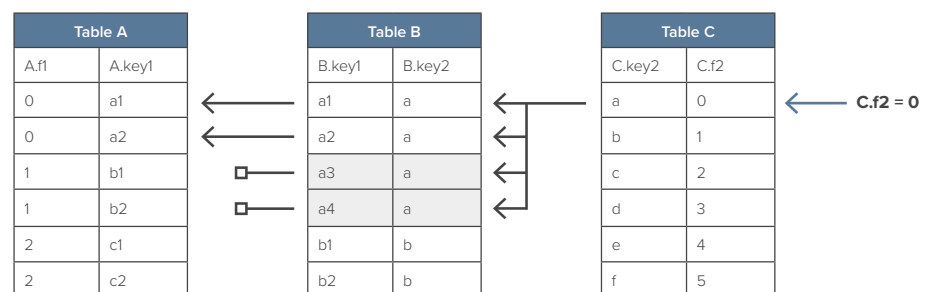 Table A Table B Table C
A.f1 A.key1 B.key1 B.key2 C.key2 C.f2
0 a1 a1 a a 0 C.f2 = 0
0 a2 a2 a b 1
1 b1 a3 a c 2
1 b2 a4 a d 3
2 c1 b1 b e 4
2 c2 b2 b f 5